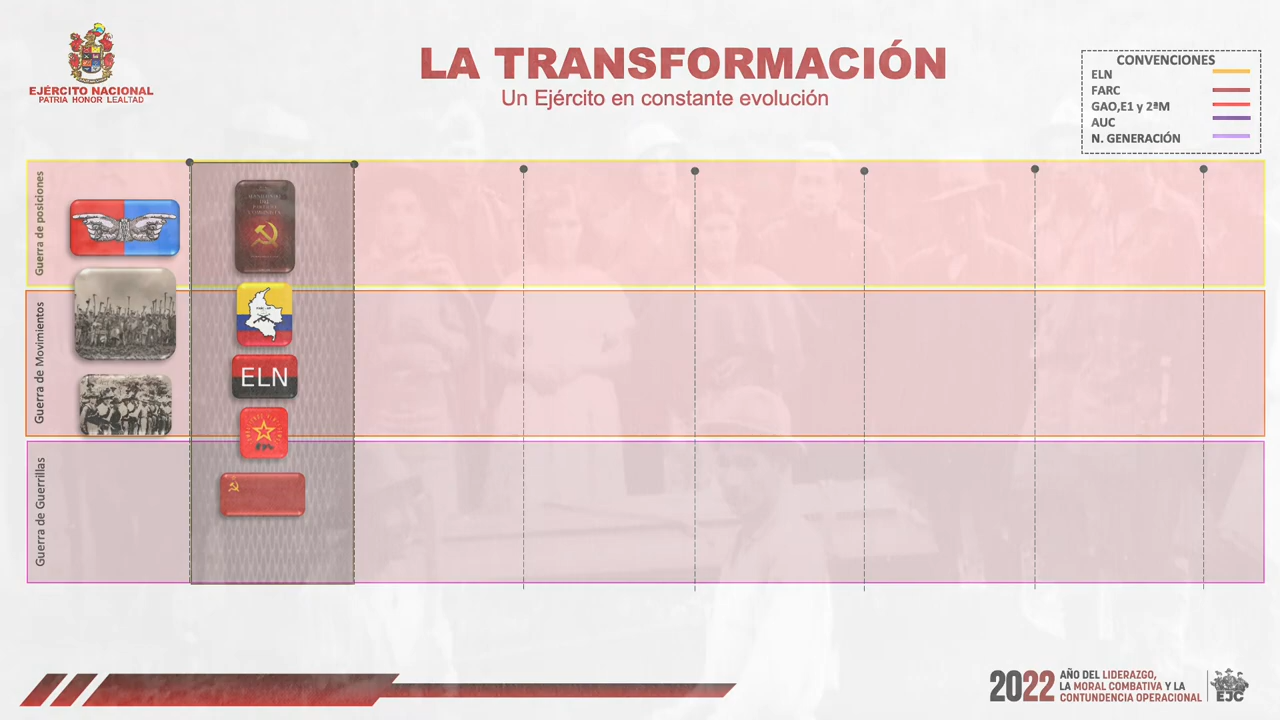 EJÉRCITO NACIONAL
PATRIA HONOR LEALTAD
LA TRANSFORMACIÓN
Un Ejército en constante evolución
CONVENCIONES
ELN
FARC
GAO,E1 y 2ªM
AUC
N. GENERACIÓN
Guerra de posiciones
Guerra de Movimientos
Guerra de Guerrillas
ELN
2022
AÑO DEL LIDERAZGO,
LA MORAL COMBATIVA Y LA
CONTUNDENCIA OPERACIONAL
EJC